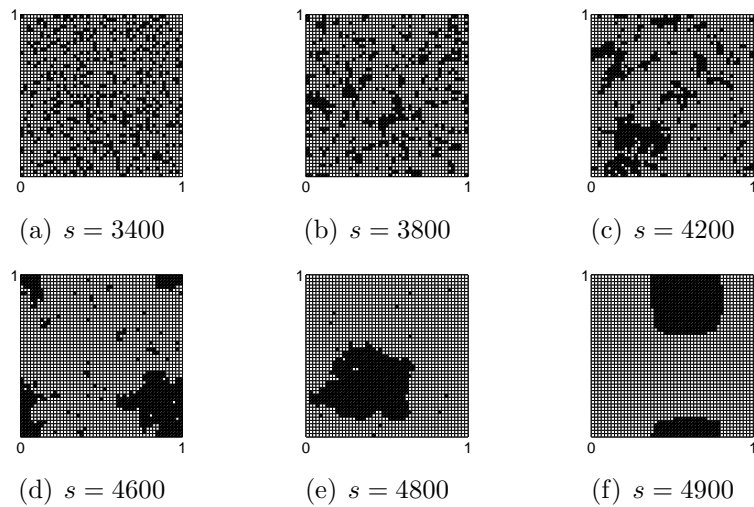 1 1 1
0 1 0 1 0 1
(a) s = 3400 (b) s = 3800 (c) s = 4200
1 1 1
0 1 0 1 0 1
(d) s = 4600 (e) s = 4800 (f) s = 4900